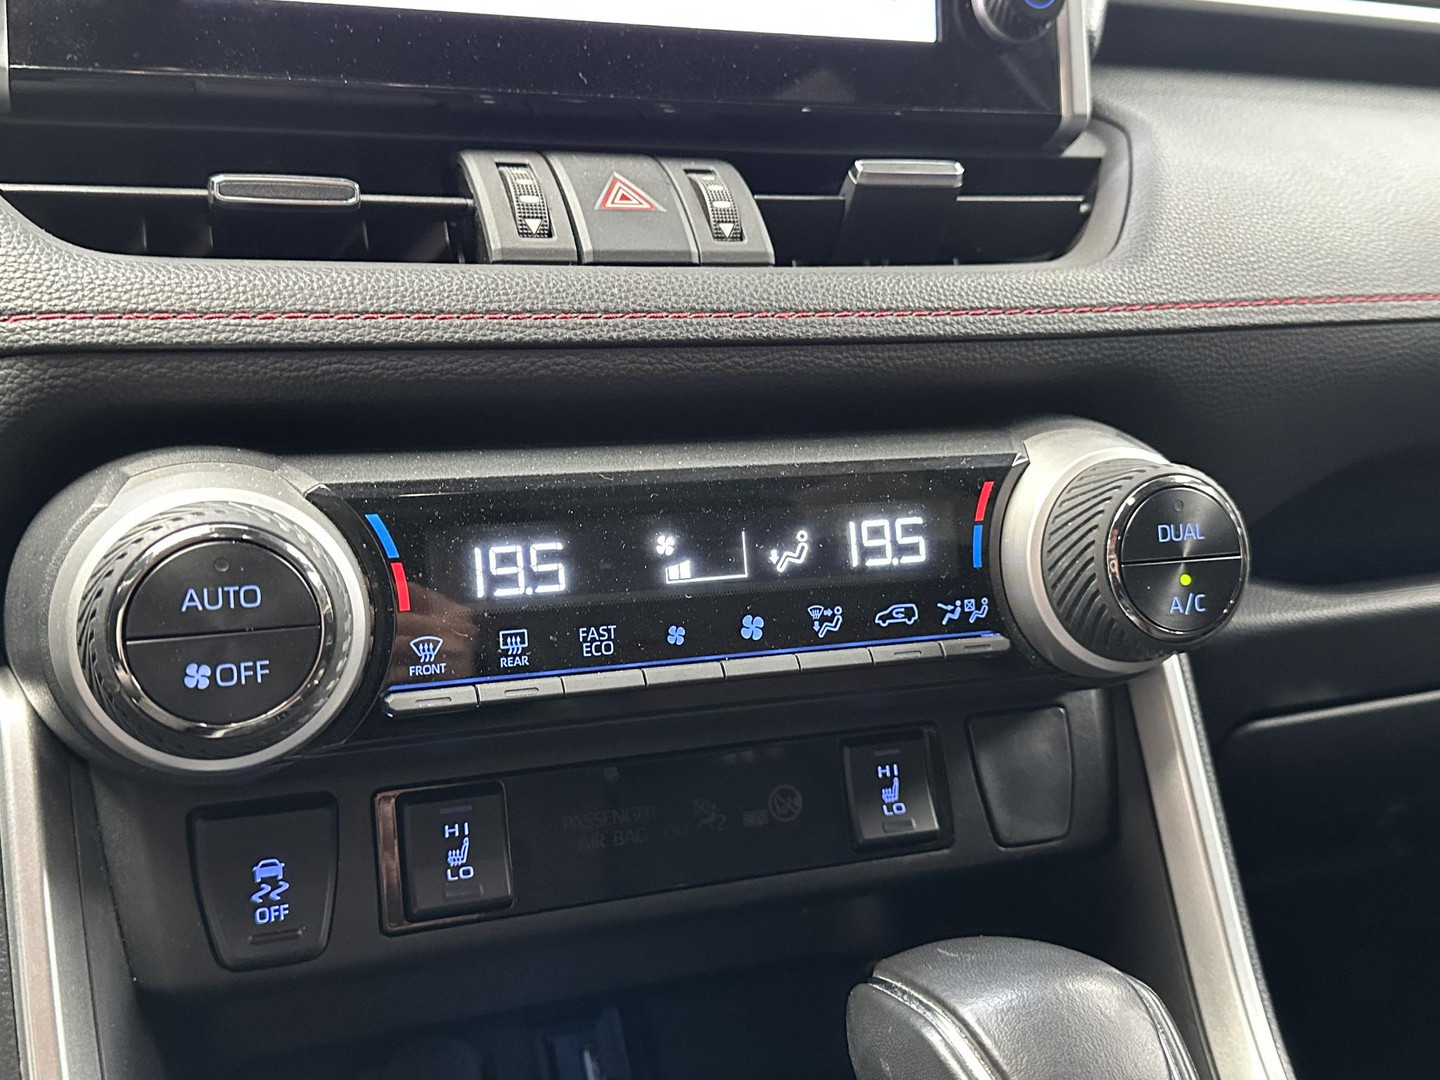 19.5
19.5
AUTO
OFF
FRONT
REAR
FAST
ECO
DUAL
A/C
HI
LO
PASSENGER
AIR BAG
HI
LO
OFF